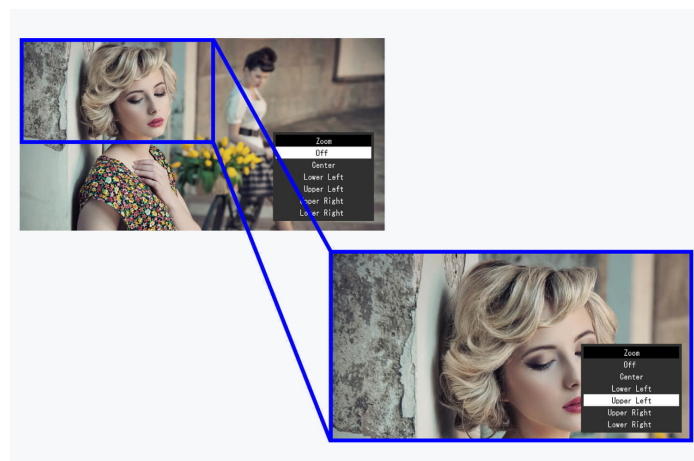 Zoom
Off
Center
Lower Left
Upper Left
Upper Right
Lower Right
Zoom
Off
Center
Lower Left
Upper Left
Upper Right
Lower Right